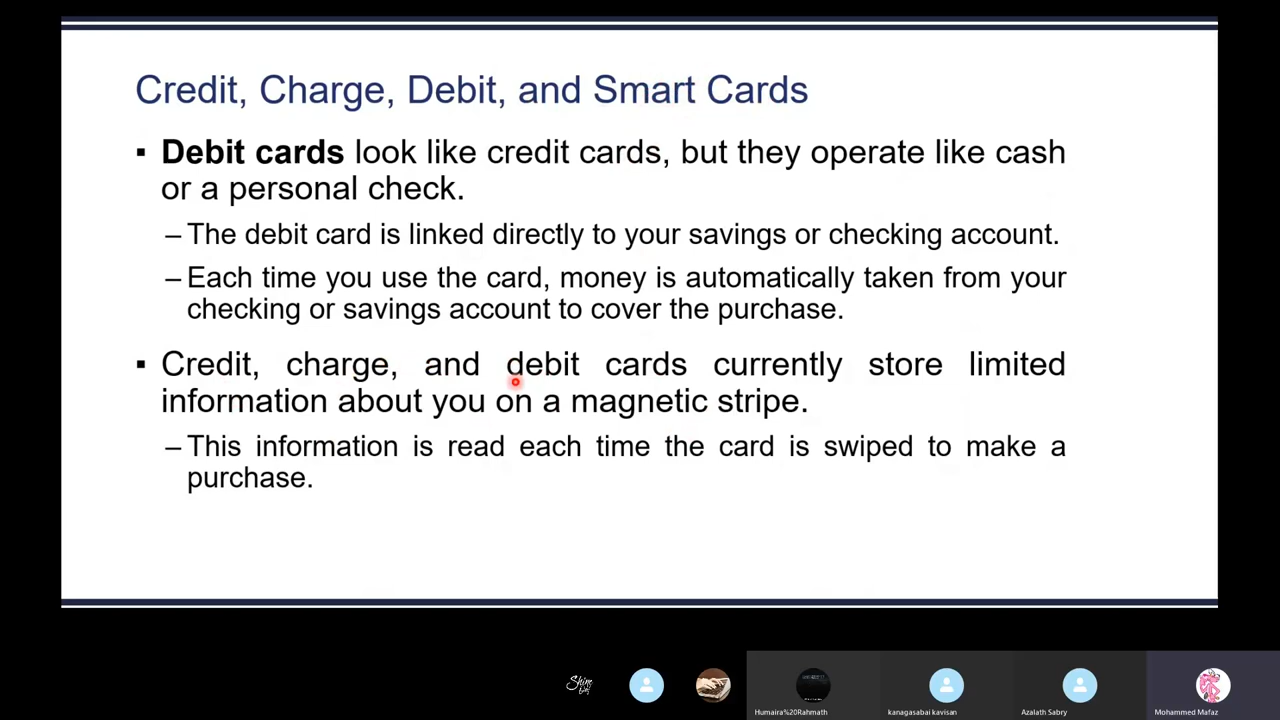 Credit, Charge, Debit, and Smart Cards
▪ Debit cards look like credit cards, but they operate like cash
or a personal check.
– The debit card is linked directly to your savings or checking account.
– Each time you use the card, money is automatically taken from your
checking or savings account to cover the purchase.
▪ Credit, charge, and debit cards currently store limited
information about you on a magnetic stripe.
– This information is read each time the card is swiped to make a
purchase.
Shine
Humaira%20Rahmath
kanagasabai kavisan
Azalath Sabry
Mohammed Mafaz